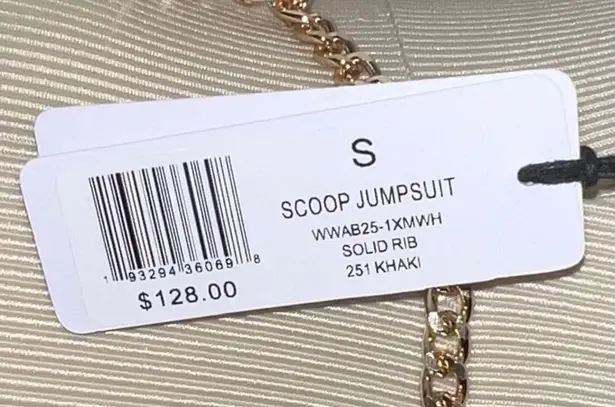 S
SCOOP JUMPSUIT
WWAB25-1XMWH
SOLID RIB
251 KHAKI
1 93294 36069 8
$128.00